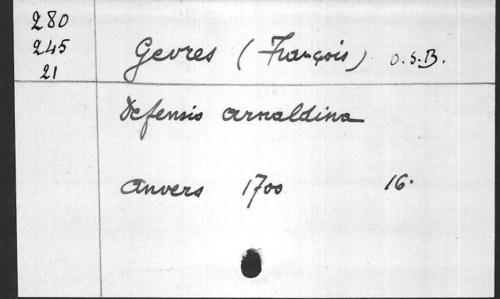 280
245
21
Gevres (François) O.S.B.
Defensio arnaldina
Anvers 1700 16.